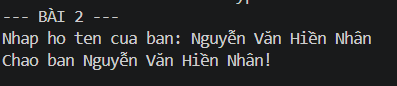 --- BÀI 2 ---
Nhap ho ten cua ban: Nguyễn Văn Hiền Nhân
Chao ban Nguyễn Văn Hiền Nhân!